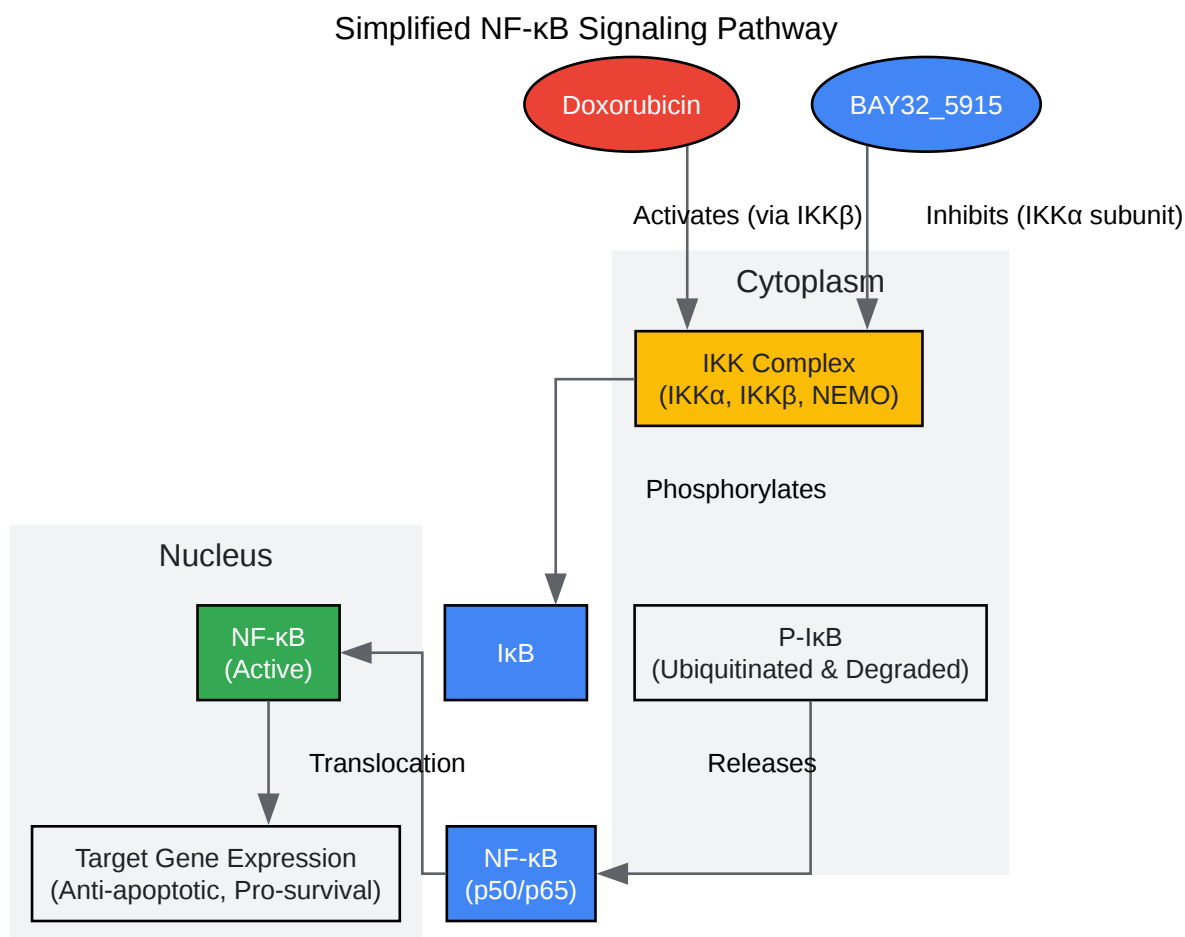 Simplified NF-κB Signaling Pathway
Doxorubicin
BAY32_5915
Activates (via IKKβ)
Inhibits (IKKα subunit)
Cytoplasm
IKK Complex
(IKKα, IKKβ, NEMO)
Phosphorylates
Nucleus
NF-κB
(Active)
IκB
P-IκB
(Ubiquitinated & Degraded)
Translocation
Releases
Target Gene Expression
(Anti-apoptotic, Pro-survival)
NF-κB
(p50/p65)